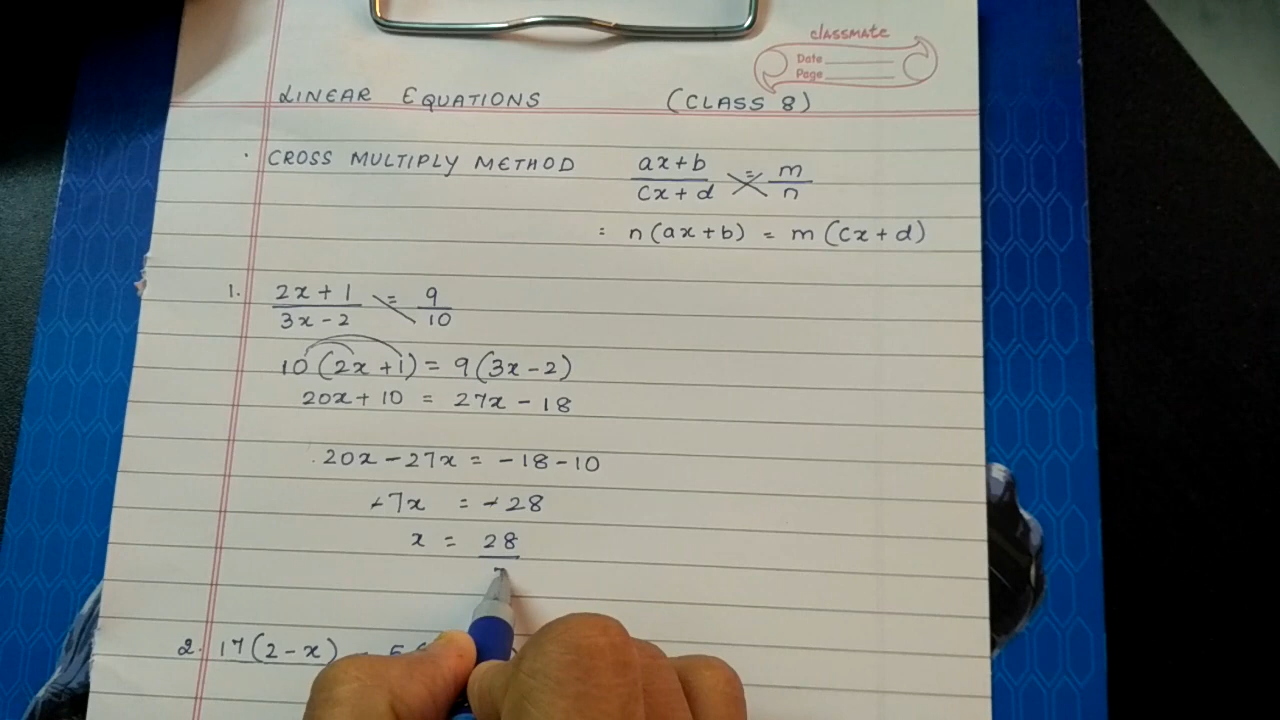 classmate
Date
Page
LINEAR EQUATIONS (CLASS 8)
· CROSS MULTIPLY METHOD (ax+b)/(cx+d) = m/n
= n(ax+b) = m(cx+d)
1. (2x+1)/(3x-2) = 9/10
10(2x+1) = 9(3x-2)
20x+10 = 27x-18
20x-27x = -18-10
-7x = -28
x = 28
2. 17(2-x)